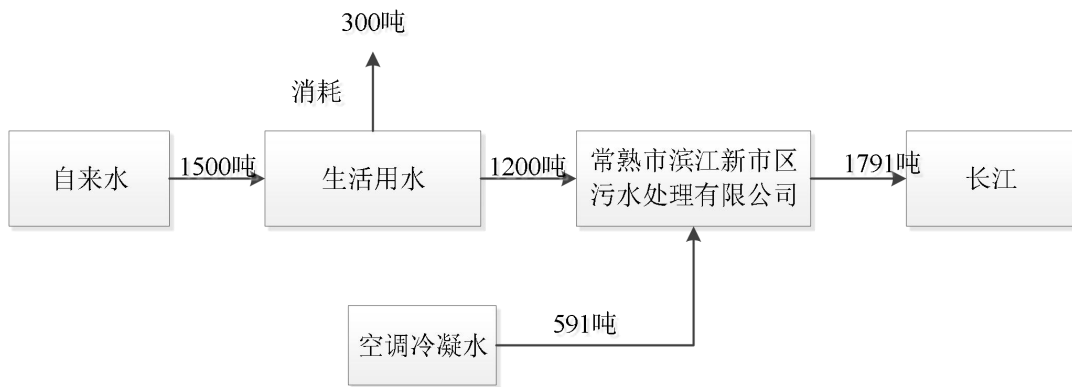 300吨
消耗
自来水
1500吨
生活用水
1200吨
常熟市滨江新市区
污水处理有限公司
1791吨
长江
591吨
空调冷凝水